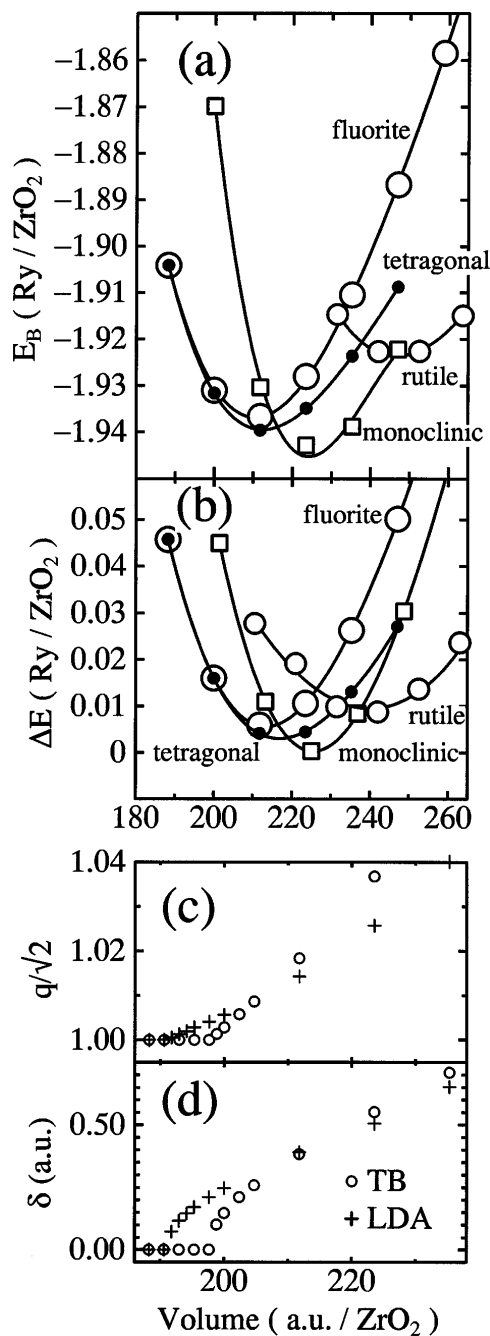 (a)
−1.86
−1.87
−1.88
−1.89
−1.90
−1.91
−1.92
−1.93
−1.94
E_B ( Ry / ZrO₂ )
fluorite
tetragonal
rutile
monoclinic
(b)
0.05
0.04
0.03
0.02
0.01
0
ΔE ( Ry / ZrO₂ )
fluorite
rutile
tetragonal
monoclinic
180 200 220 240 260
(c)
1.04
1.02
1.00
q/√2
(d)
0.50
0.00
δ (a.u.)
TB
LDA
200 220
Volume ( a.u. / ZrO₂ )